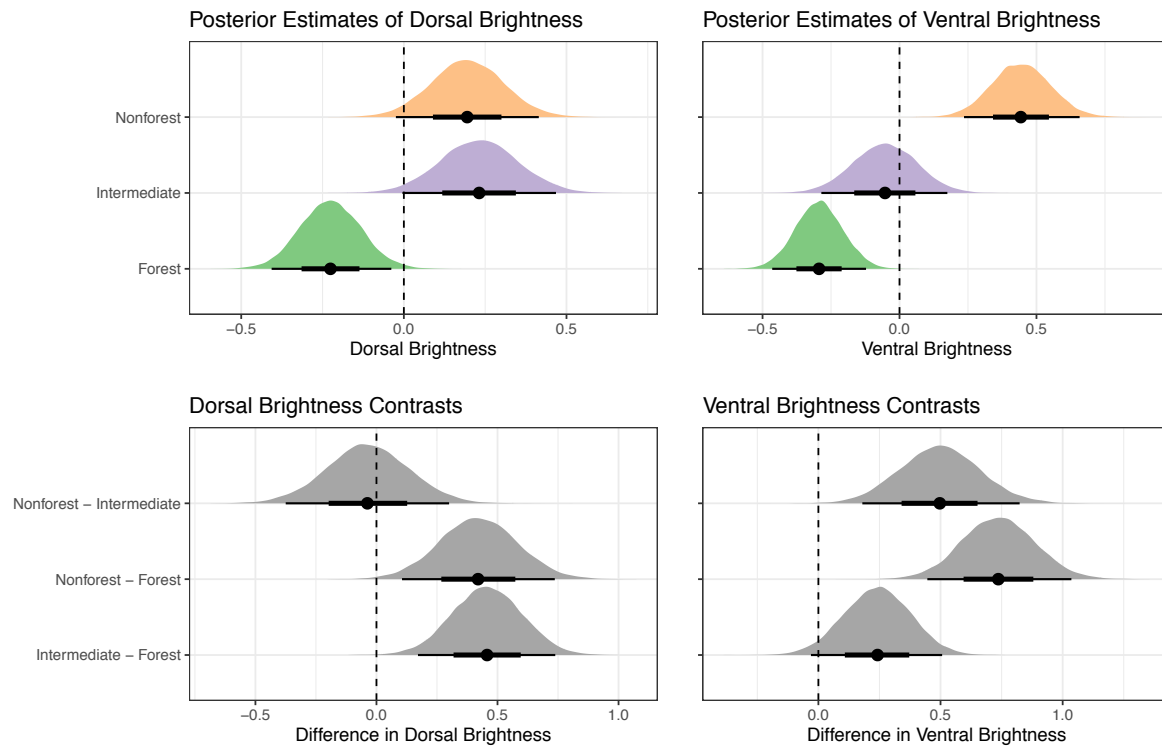 Posterior Estimates of Dorsal Brightness
Nonforest
Intermediate
Forest
−0.5 0.0 0.5
Dorsal Brightness
Posterior Estimates of Ventral Brightness
−0.5 0.0 0.5
Ventral Brightness
Dorsal Brightness Contrasts
Nonforest − Intermediate
Nonforest − Forest
Intermediate − Forest
−0.5 0.0 0.5 1.0
Difference in Dorsal Brightness
Ventral Brightness Contrasts
0.0 0.5 1.0
Difference in Ventral Brightness